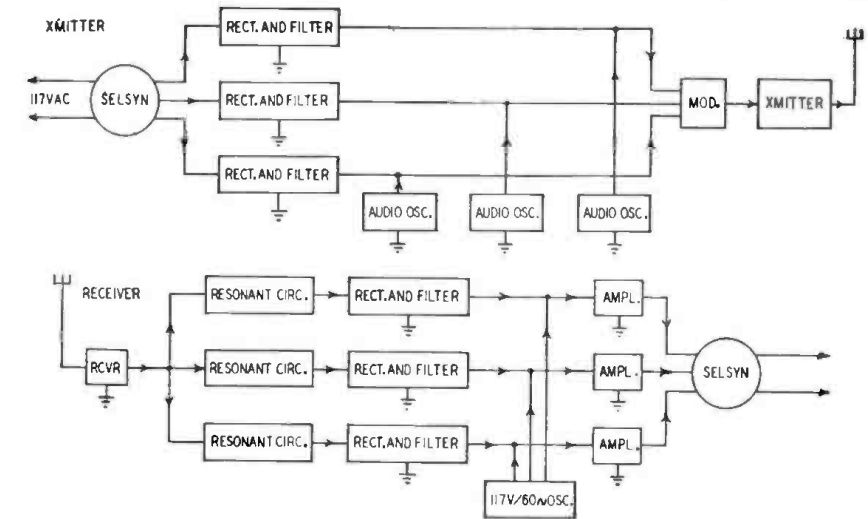 XMITTER
RECT. AND FILTER
117VAC
SELSYN
RECT. AND FILTER
MOD.
XMITTER
RECT. AND FILTER
AUDIO OSC.
AUDIO OSC.
AUDIO OSC.
RECEIVER
RESONANT CIRC.
RECT. AND FILTER
AMPL.
RCVR
RESONANT CIRC.
RECT. AND FILTER
AMPL.
SELSYN
RESONANT CIRC.
RECT. AND FILTER
AMPL.
117V/60∿OSC.